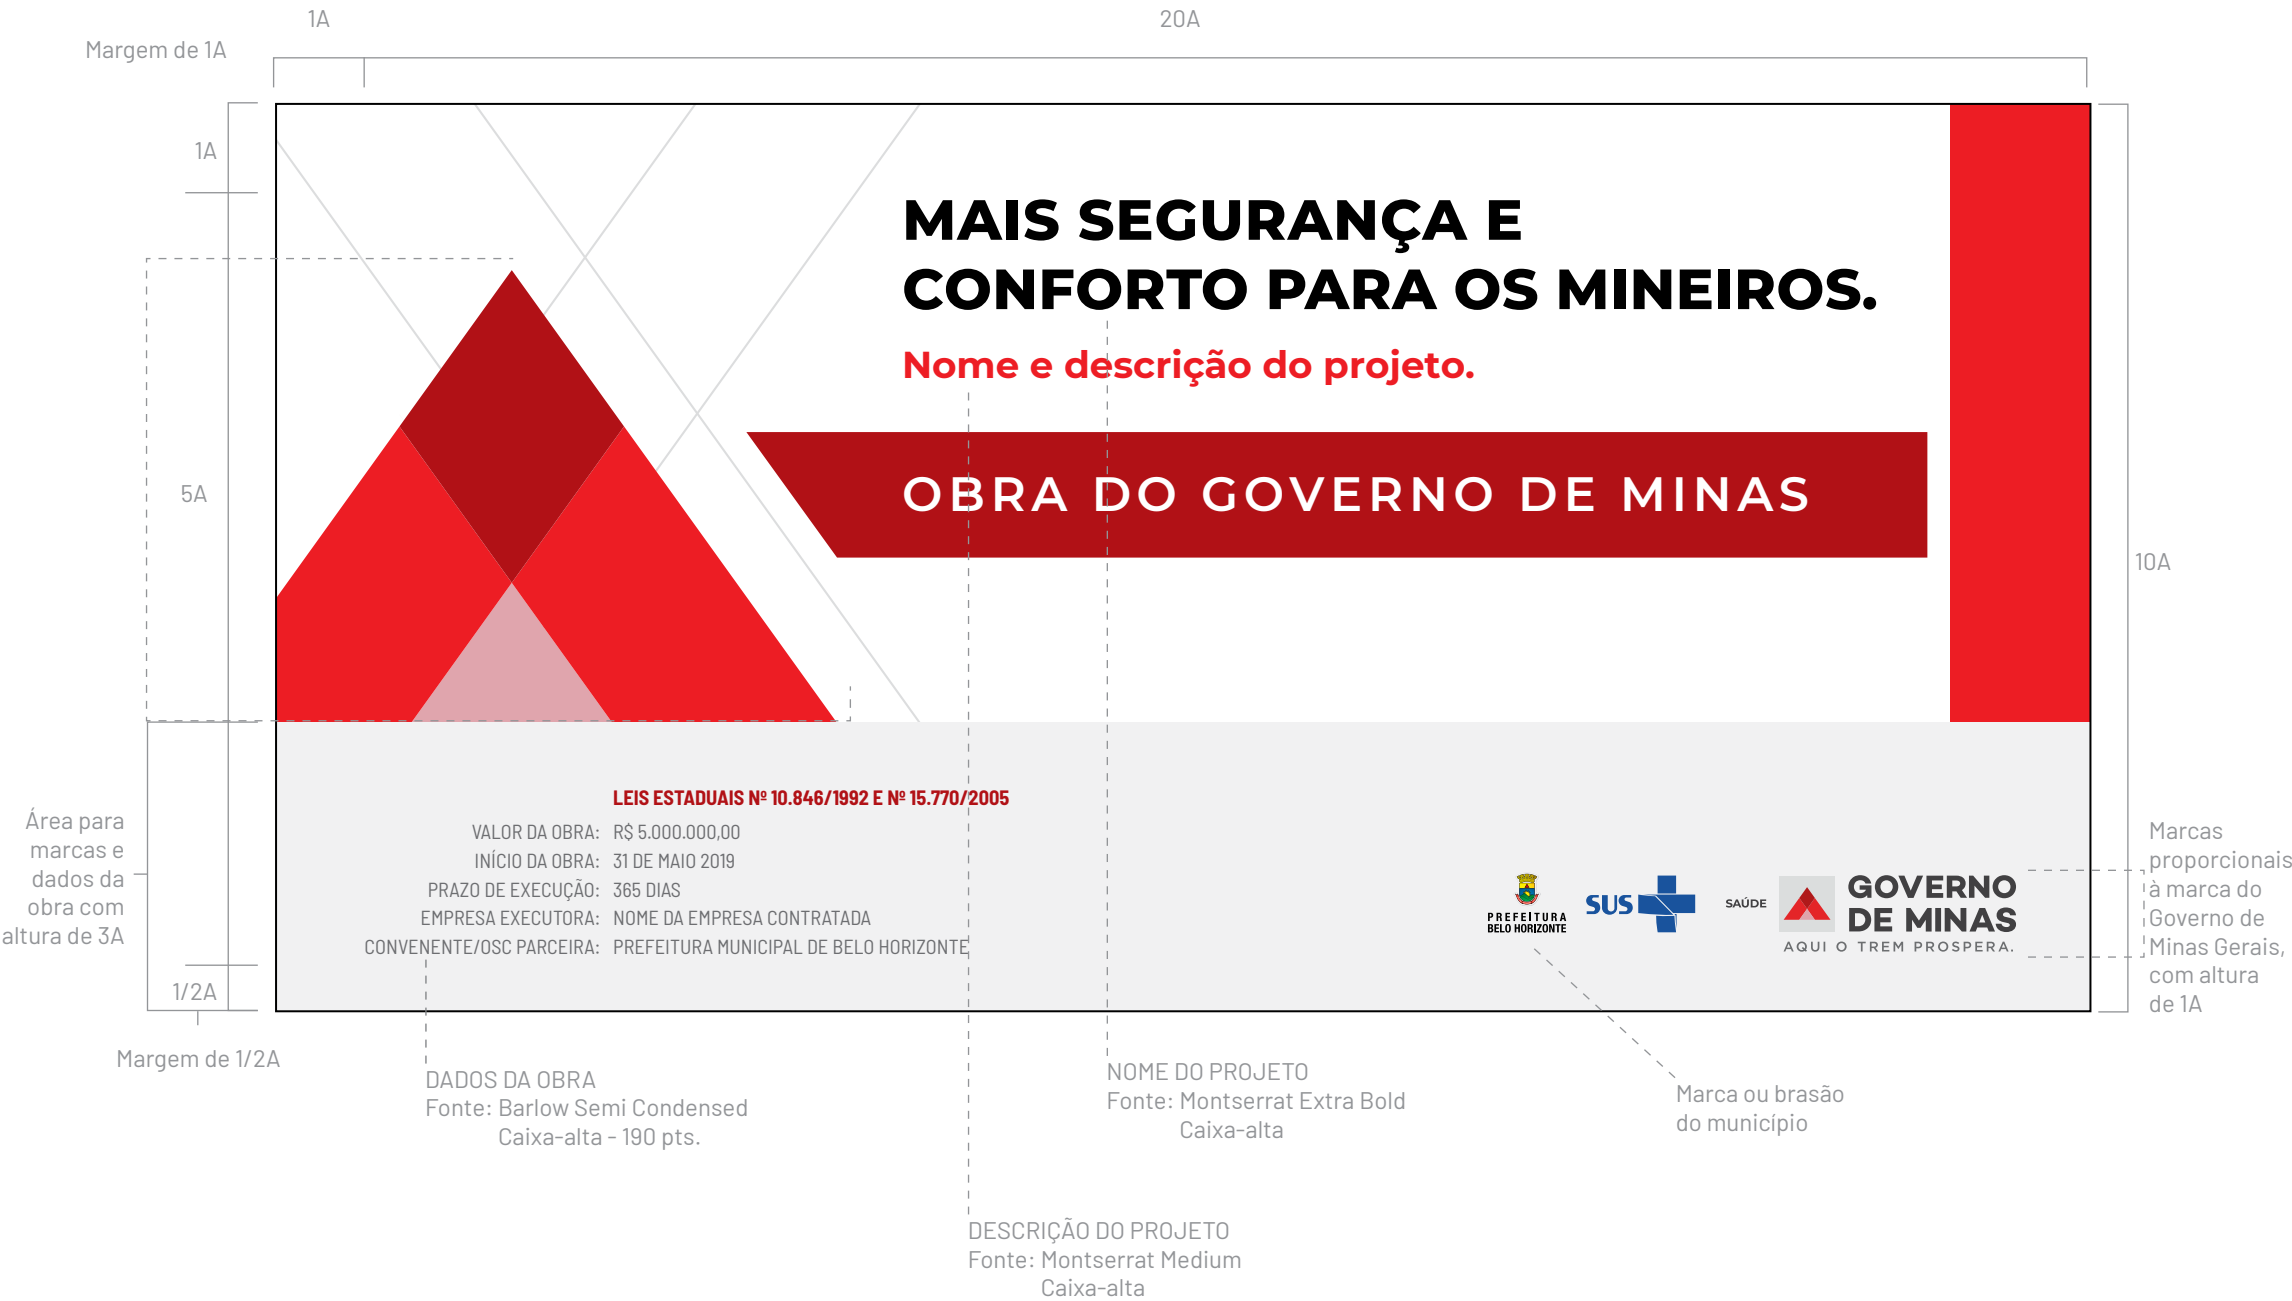 1A
20A
Margem de 1A
1A
MAIS SEGURANÇA E
CONFORTO PARA OS MINEIROS.
Nome e descrição do projeto.
5A
OBRA DO GOVERNO DE MINAS
10A
LEIS ESTADUAIS Nº 10.846/1992 E Nº 15.770/2005
VALOR DA OBRA: R$ 5.000.000,00
INÍCIO DA OBRA: 31 DE MAIO 2019
PRAZO DE EXECUÇÃO: 365 DIAS
EMPRESA EXECUTORA: NOME DA EMPRESA CONTRATADA
CONVENENTE/OSC PARCEIRA: PREFEITURA MUNICIPAL DE BELO HORIZONTE
Área para
marcas e
dados da
obra com
altura de 3A
1/2A
Margem de 1/2A
PREFEITURA
BELO HORIZONTE
SUS
SAÚDE
GOVERNO
DE MINAS
AQUI O TREM PROSPERA.
Marcas
proporcionais
à marca do
Governo de
Minas Gerais,
com altura
de 1A
DADOS DA OBRA
Fonte: Barlow Semi Condensed
Caixa-alta - 190 pts.
NOME DO PROJETO
Fonte: Montserrat Extra Bold
Caixa-alta
Marca ou brasão
do município
DESCRIÇÃO DO PROJETO
Fonte: Montserrat Medium
Caixa-alta